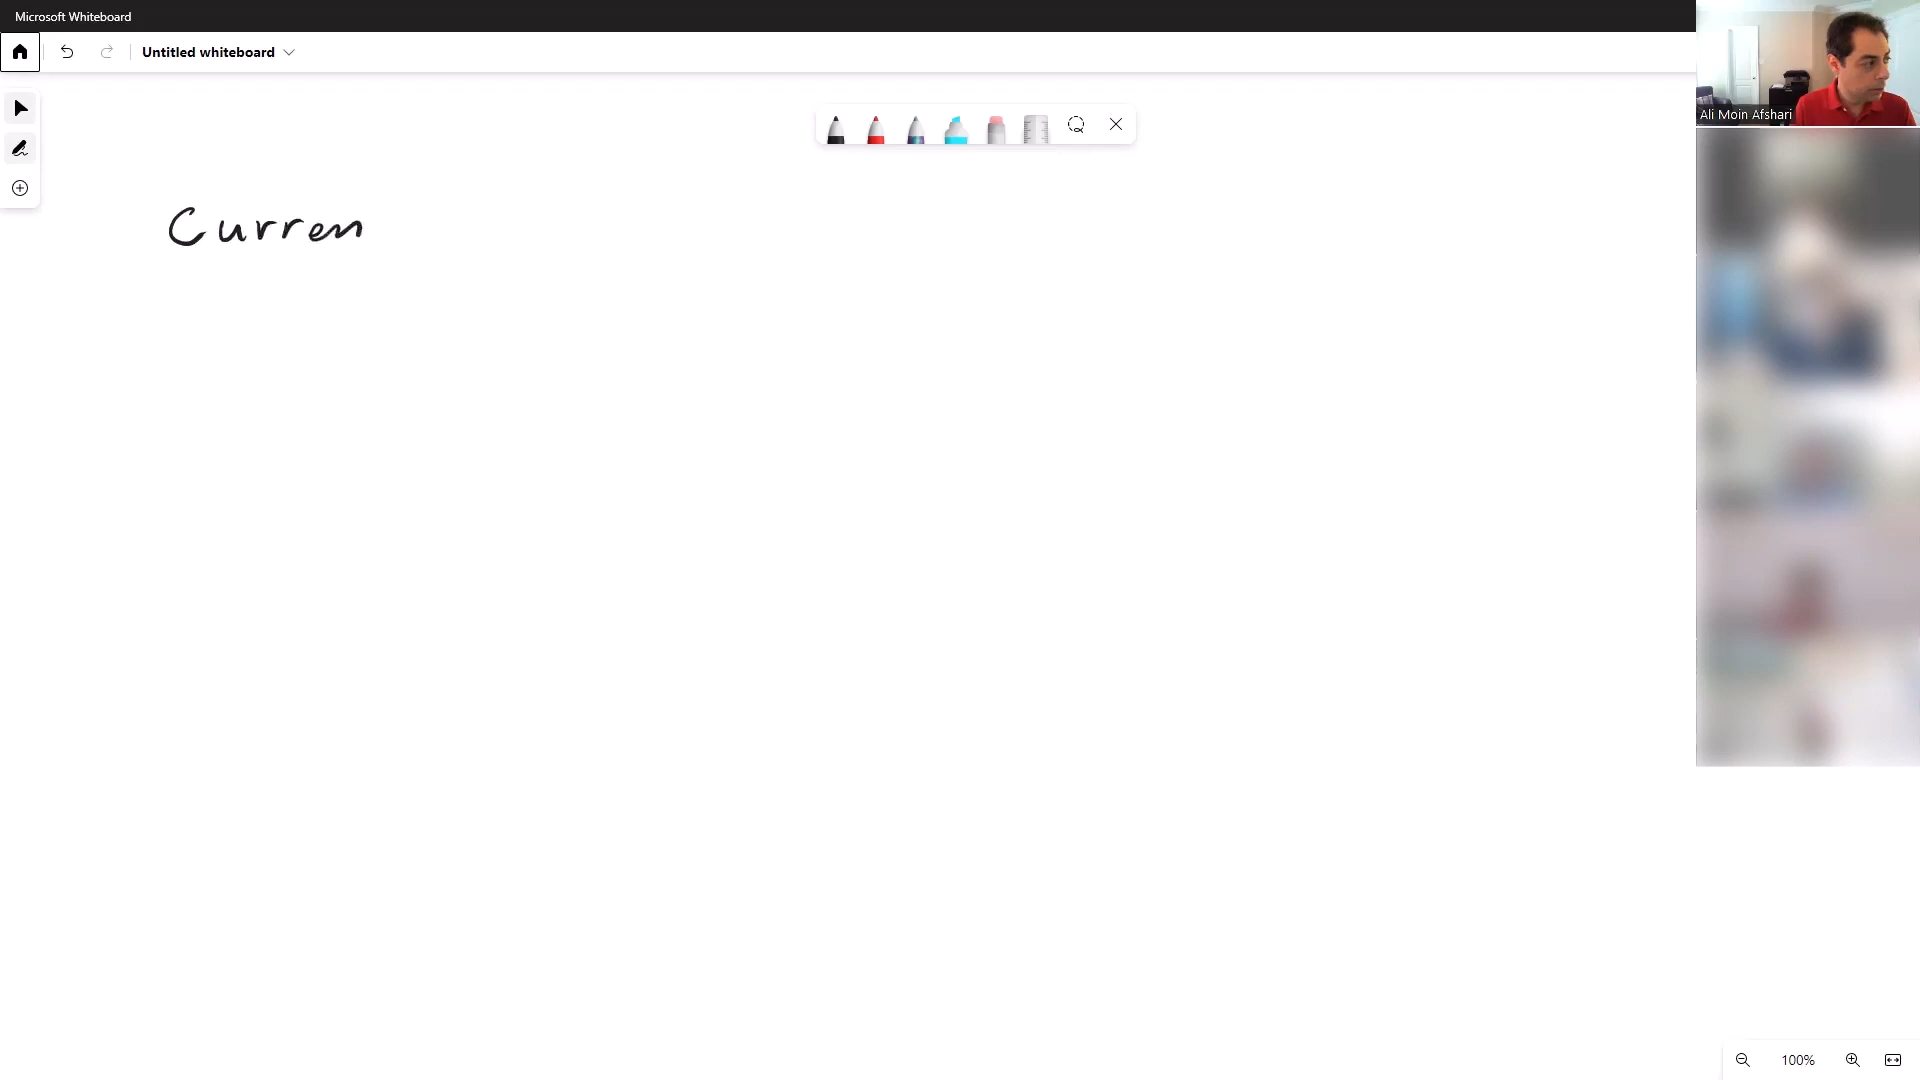 Microsoft Whiteboard
Untitled whiteboard
Ali Moin Afshari
Curren
100%